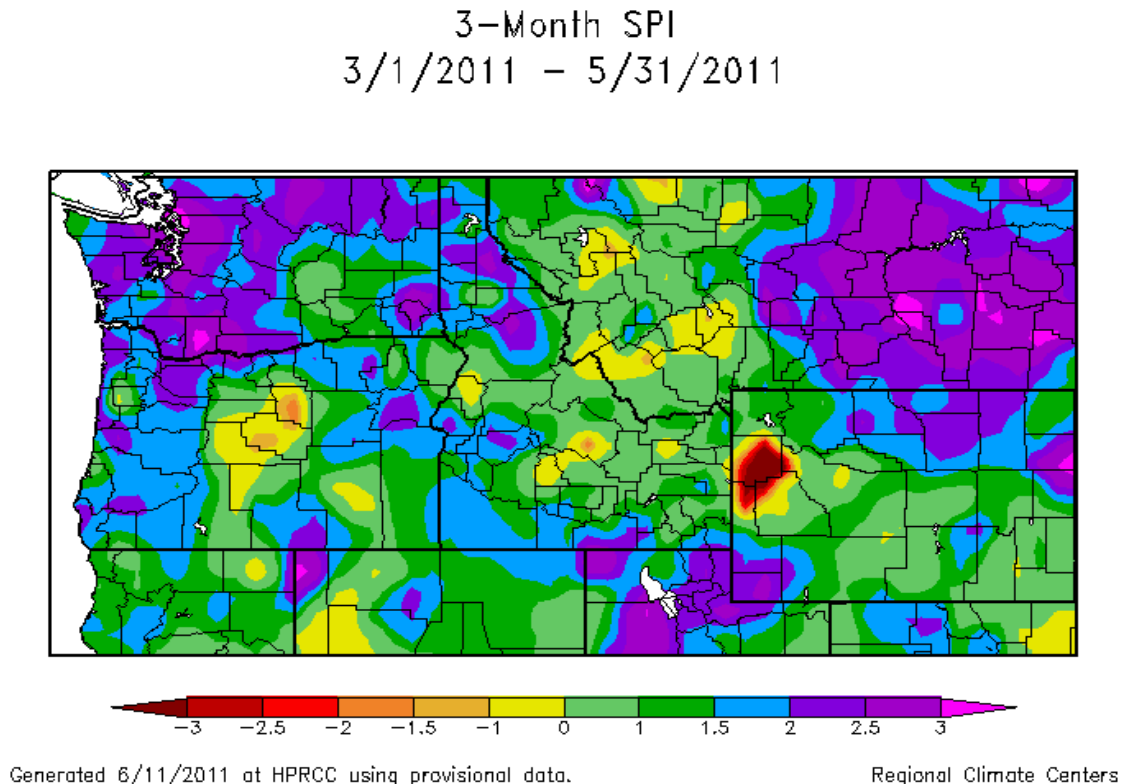 3-Month SPI
3/1/2011 - 5/31/2011
-3 -2.5 -2 -1.5 -1 0 1 1.5 2 2.5 3
Generated 6/11/2011 at HPRCC using provisional data.
Regional Climate Centers